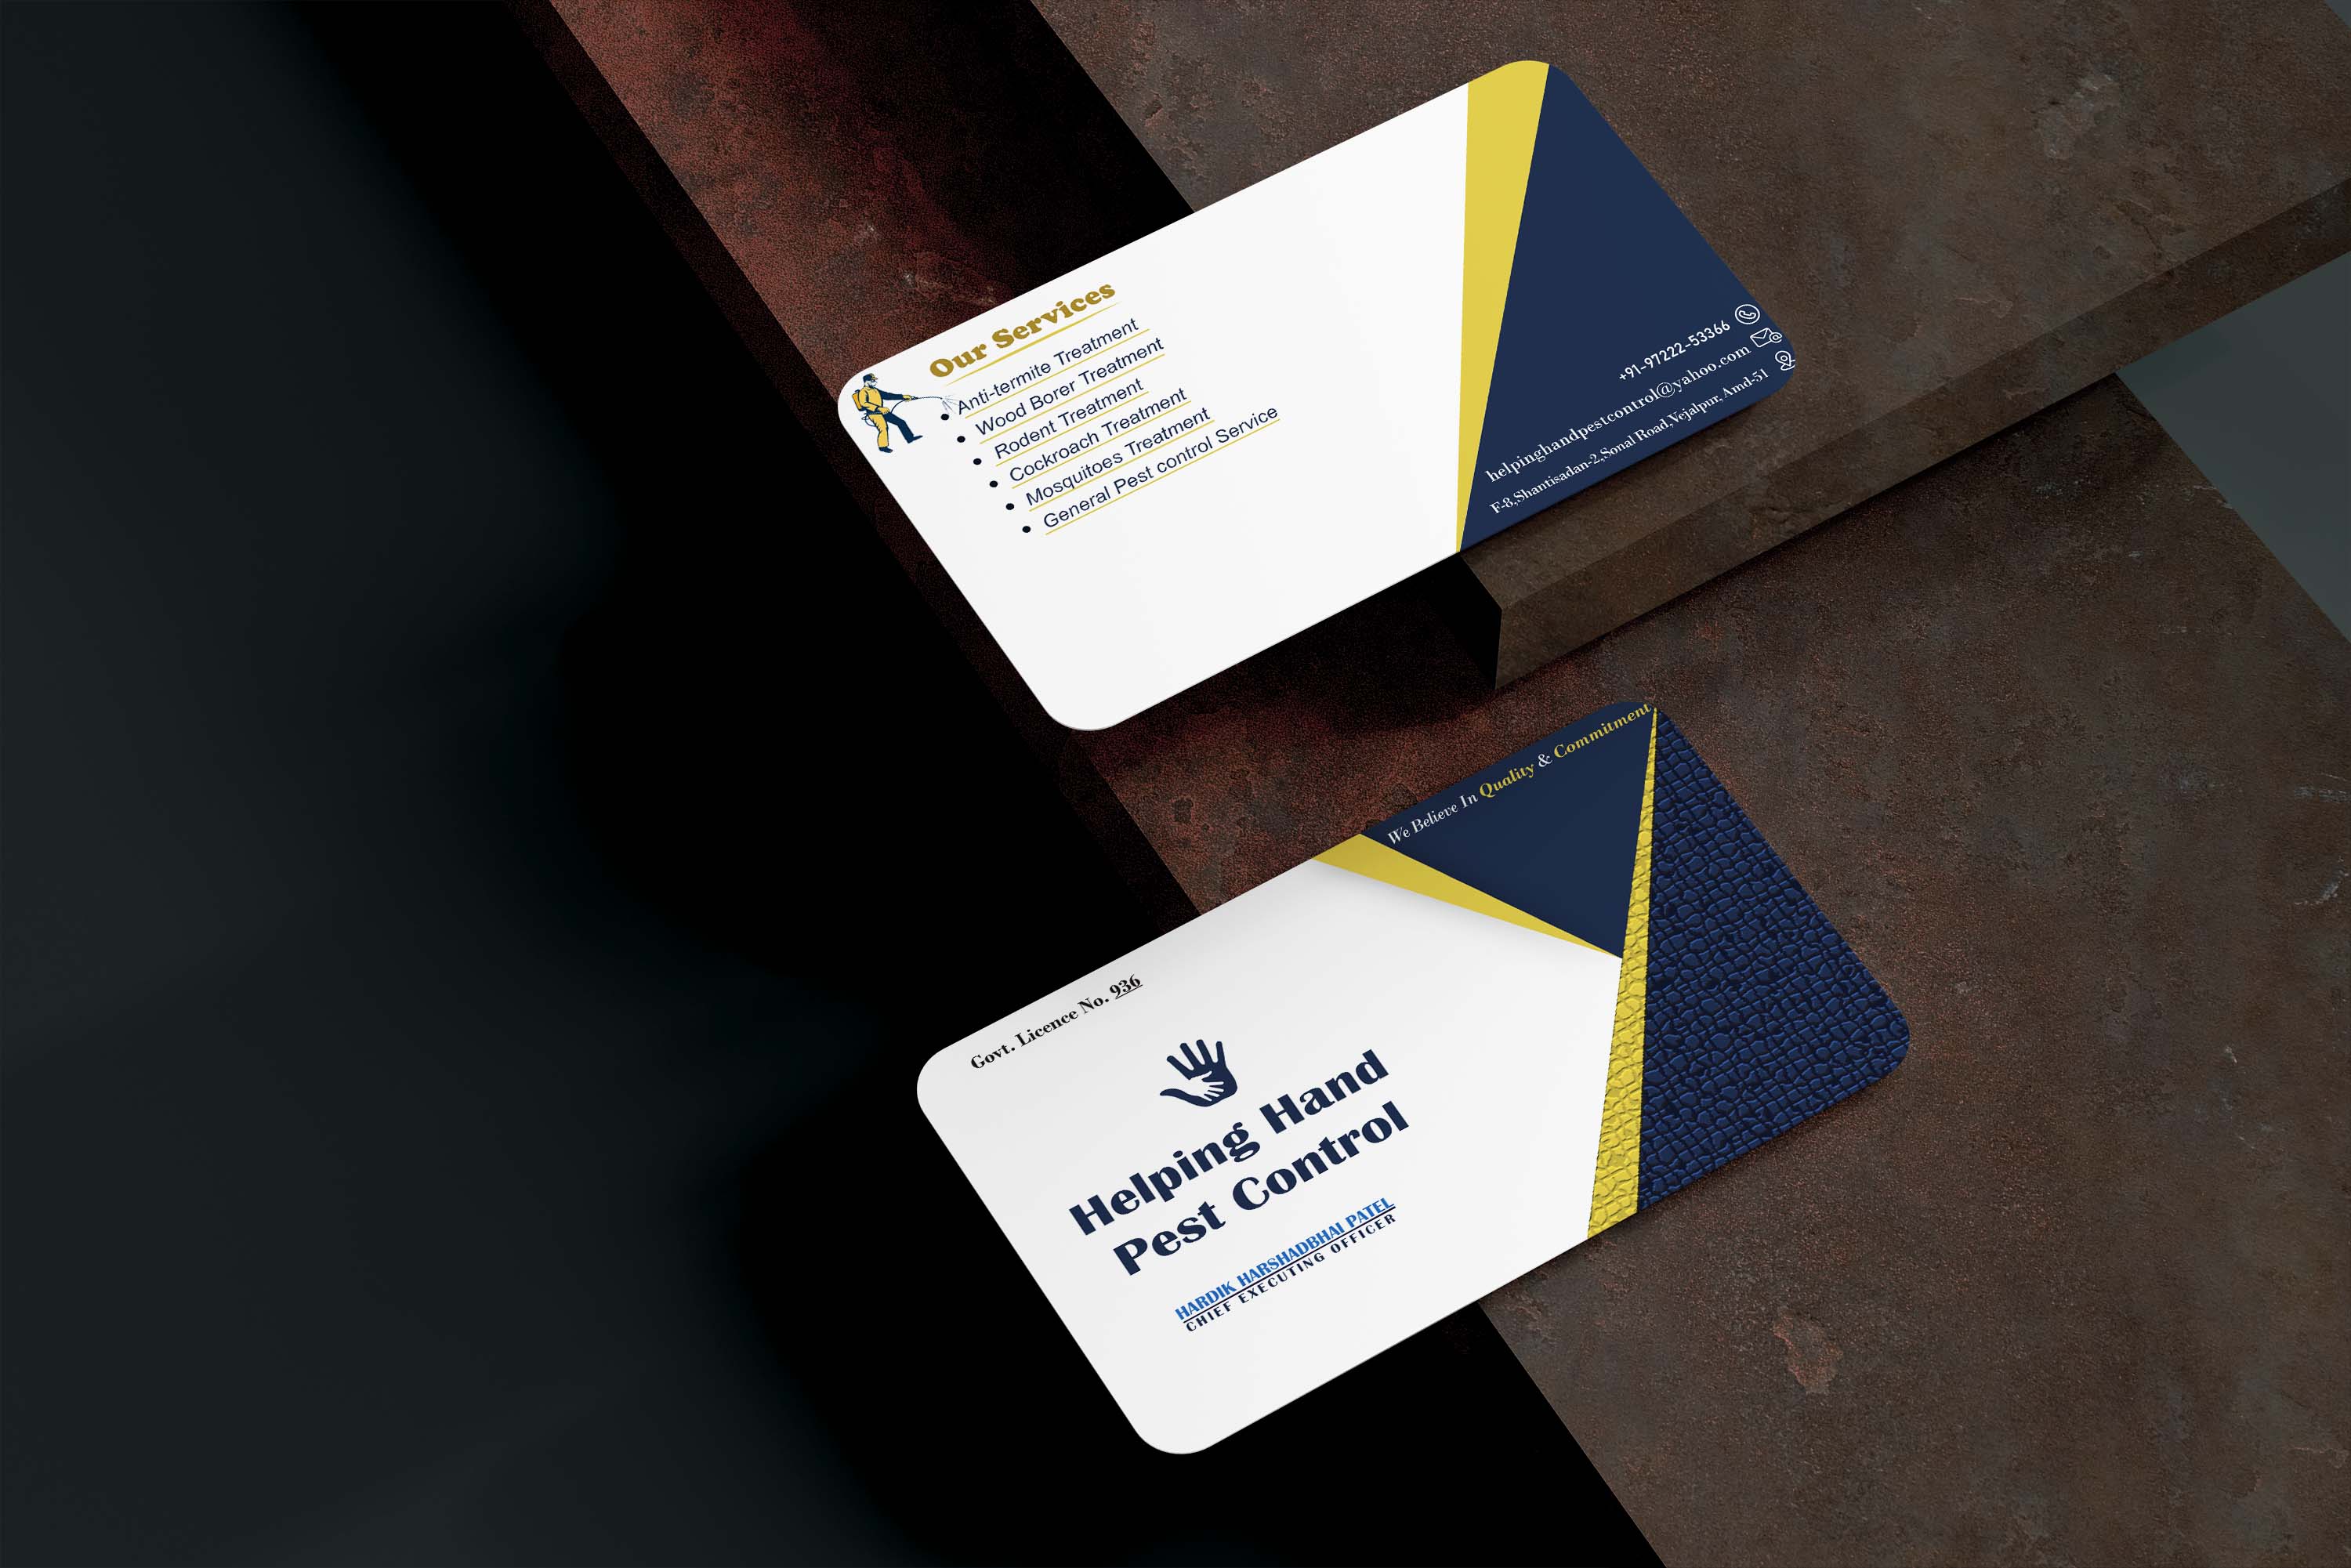 Our Services
Anti-termite Treatment
Wood Borer Treatment
Rodent Treatment
Cockroach Treatment
Mosquitoes Treatment
General Pest control Service
+91-97222-53366
helpinghandpestcontrol@yahoo.com
F-8,Shantisadan-2,Sonal Road,Vejalpur, Amd-51
We Believe In Quality & Commitment
Govt. Licence No. 936
Helping Hand
Pest Control
HARDIK HARSHADBHAI PATEL
CHIEF EXECUTING OFFICER